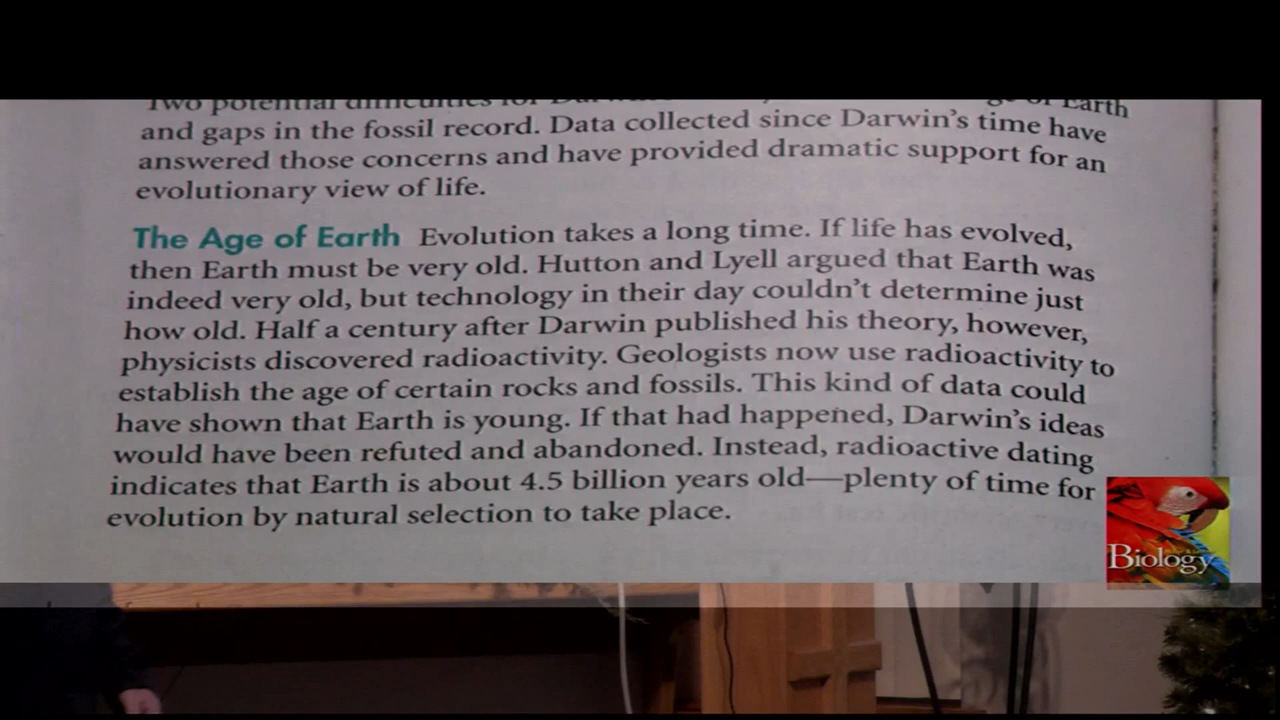 Two potential difficulties for
of Earth
and gaps in the fossil record. Data collected since Darwin's time have
answered those concerns and have provided dramatic support for an
evolutionary view of life.
The Age of Earth Evolution takes a long time. If life has evolved,
then Earth must be very old. Hutton and Lyell argued that Earth was
indeed very old, but technology in their day couldn't determine just
how old. Half a century after Darwin published his theory, however,
physicists discovered radioactivity. Geologists now use radioactivity to
establish the age of certain rocks and fossils. This kind of data could
have shown that Earth is young. If that had happened, Darwin's ideas
would have been refuted and abandoned. Instead, radioactive dating
indicates that Earth is about 4.5 billion years old—plenty of time for
evolution by natural selection to take place.
Biology